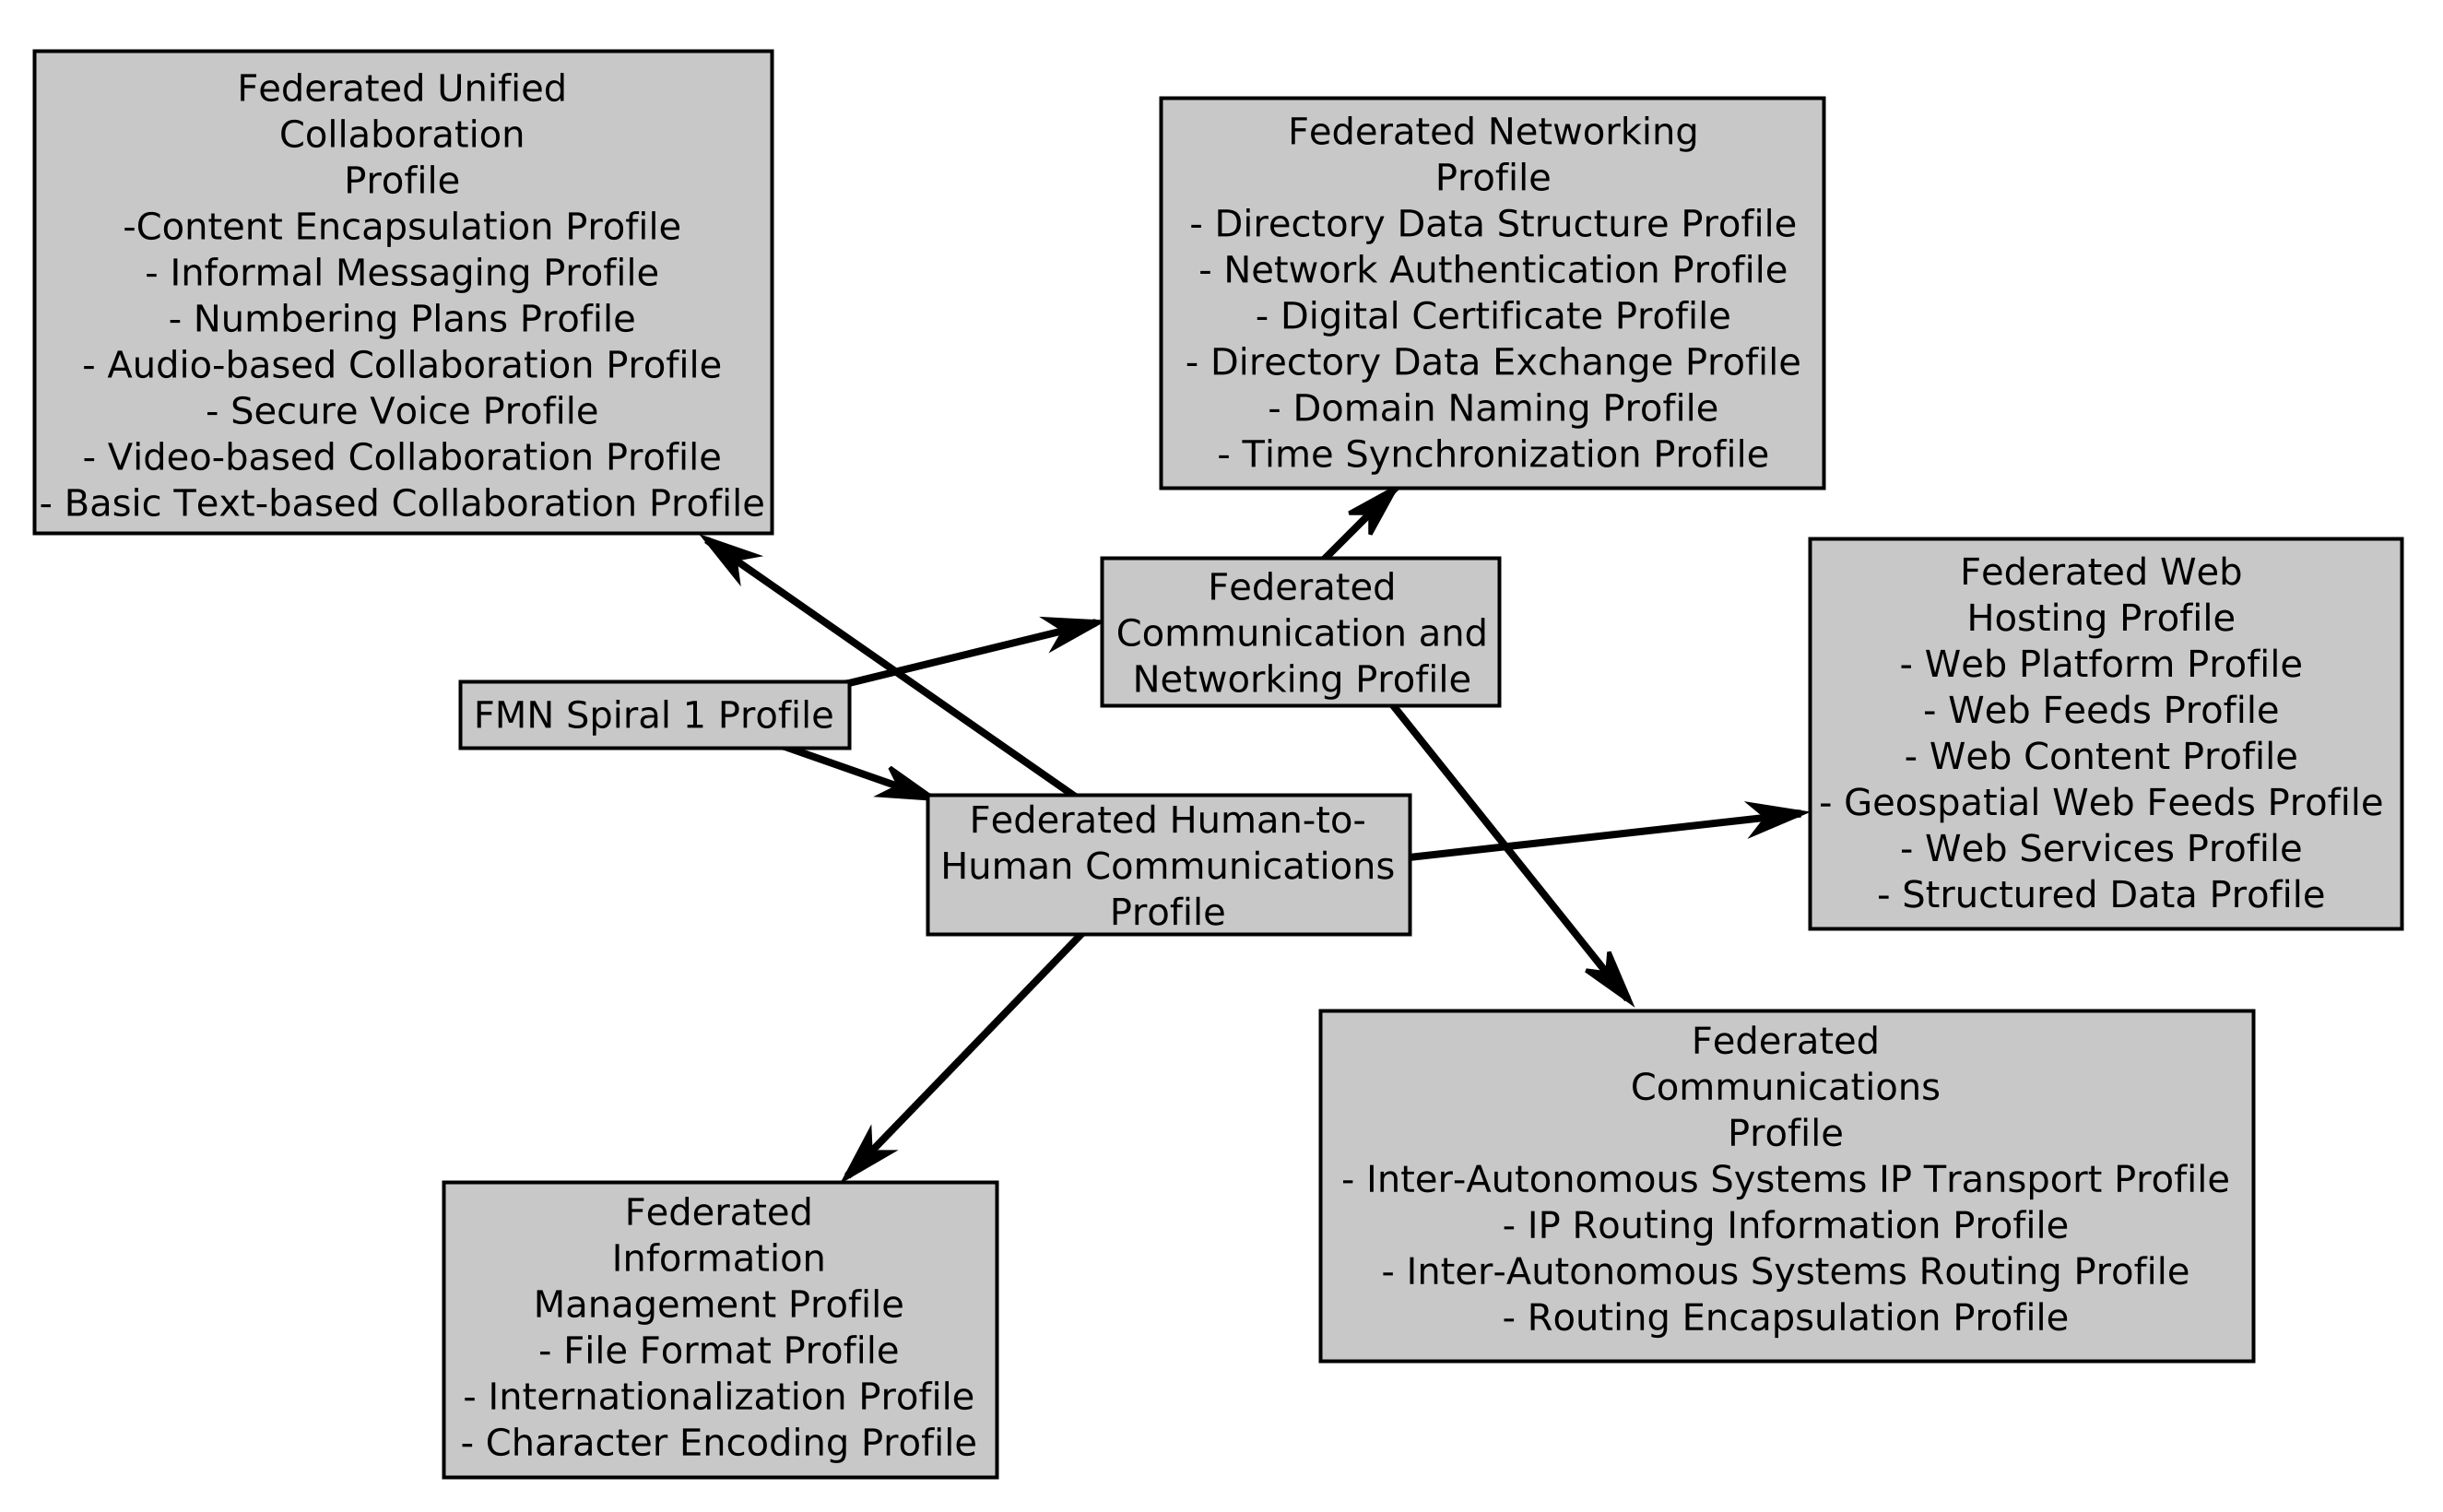 Federated Unified
Collaboration
Profile
-Content Encapsulation Profile
- Informal Messaging Profile
- Numbering Plans Profile
- Audio-based Collaboration Profile
- Secure Voice Profile
- Video-based Collaboration Profile
- Basic Text-based Collaboration Profile
Federated Networking
Profile
- Directory Data Structure Profile
- Network Authentication Profile
- Digital Certificate Profile
- Directory Data Exchange Profile
- Domain Naming Profile
- Time Synchronization Profile
Federated
Communication and
Networking Profile
Federated Web
Hosting Profile
- Web Platform Profile
- Web Feeds Profile
- Web Content Profile
- Geospatial Web Feeds Profile
- Web Services Profile
- Structured Data Profile
FMN Spiral 1 Profile
Federated Human-to-
Human Communications
Profile
Federated
Communications
Profile
- Inter-Autonomous Systems IP Transport Profile
- IP Routing Information Profile
- Inter-Autonomous Systems Routing Profile
- Routing Encapsulation Profile
Federated
Information
Management Profile
- File Format Profile
- Internationalization Profile
- Character Encoding Profile